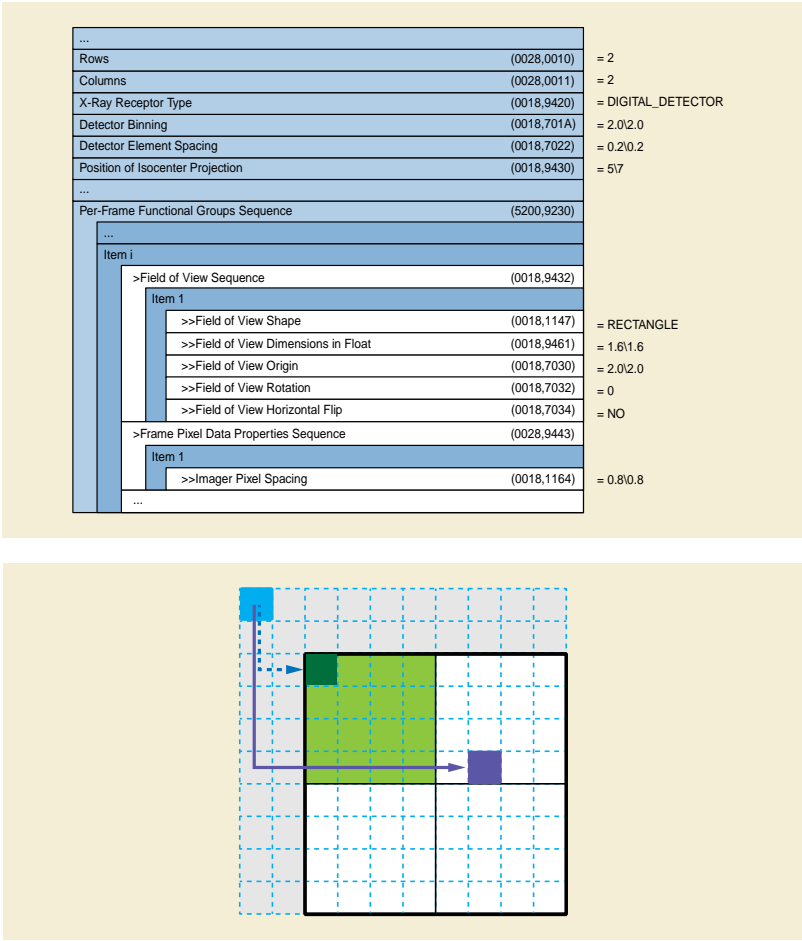 ...
Rows (0028,0010) = 2
Columns (0028,0011) = 2
X-Ray Receptor Type (0018,9420) = DIGITAL_DETECTOR
Detector Binning (0018,701A) = 2.0\2.0
Detector Element Spacing (0018,7022) = 0.2\0.2
Position of Isocenter Projection (0018,9430) = 5\7
...
Per-Frame Functional Groups Sequence (5200,9230)
...
Item i
>Field of View Sequence (0018,9432)
Item 1
>>Field of View Shape (0018,1147) = RECTANGLE
>>Field of View Dimensions in Float (0018,9461) = 1.6\1.6
>>Field of View Origin (0018,7030) = 2.0\2.0
>>Field of View Rotation (0018,7032) = 0
>>Field of View Horizontal Flip (0018,7034) = NO
>Frame Pixel Data Properties Sequence (0028,9443)
Item 1
>>Imager Pixel Spacing (0018,1164) = 0.8\0.8
...